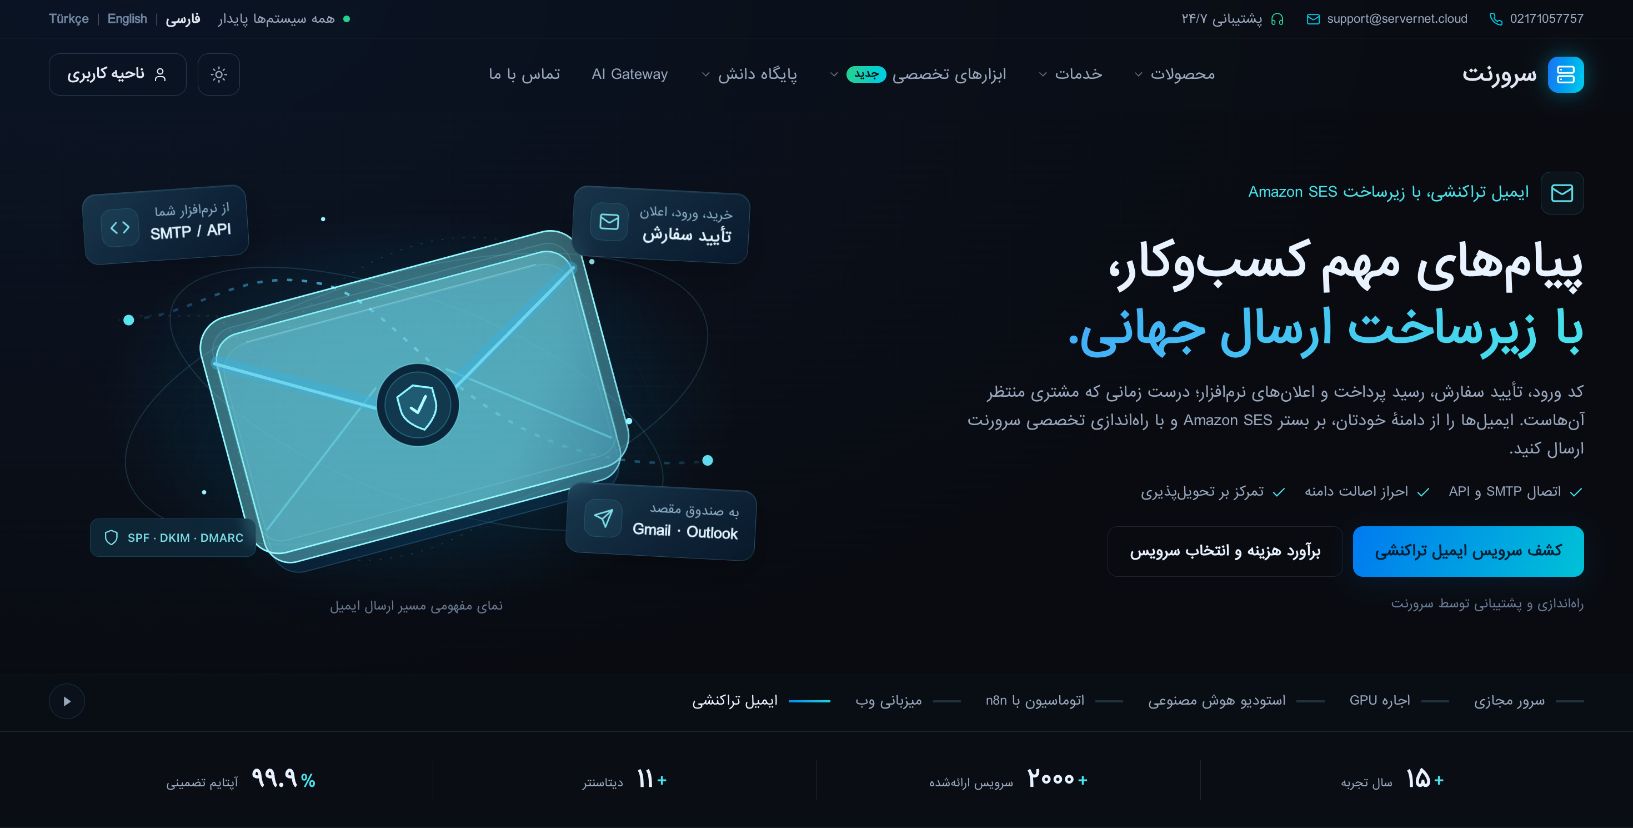 02171057757
support@servernet.cloud
پشتیبانی ۲۴/۷
همه سیستم‌ها پایدار
فارسی | English | Türkçe
سرورنت
محصولات
خدمات
ابزارهای تخصصی جدید
پایگاه دانش
AI Gateway
تماس با ما
ناحیه کاربری
ایمیل تراکنشی، با زیرساخت Amazon SES
پیام‌های مهم کسب‌وکار،
با زیرساخت ارسال جهانی.
کد ورود، تأیید سفارش، رسید پرداخت و اعلان‌های نرم‌افزار؛ درست زمانی که مشتری منتظر
آن‌هاست. ایمیل‌ها را از دامنهٔ خودتان، بر بستر Amazon SES و با راه‌اندازی تخصصی سرورنت
ارسال کنید.
اتصال SMTP و API
احراز اصالت دامنه
تمرکز بر تحویل‌پذیری
کشف سرویس ایمیل تراکنشی
برآورد هزینه و انتخاب سرویس
راه‌اندازی و پشتیبانی توسط سرورنت
خرید، ورود، اعلان
تأیید سفارش
از نرم‌افزار شما
SMTP / API
به صندوق مقصد
Gmail · Outlook
SPF · DKIM · DMARC
نمای مفهومی مسیر ارسال ایمیل
سرور مجازی
اجاره GPU
استودیو هوش مصنوعی
اتوماسیون با n8n
میزبانی وب
ایمیل تراکنشی
+۱۵ سال تجربه
+۲۰۰۰ سرویس ارائه‌شده
+۱۱ دیتاسنتر
%۹۹.۹ آپتایم تضمینی